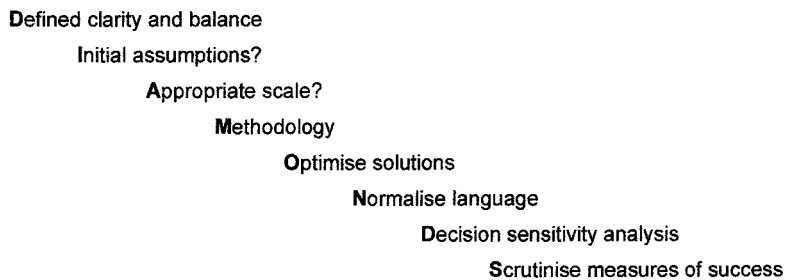 Defined clarity and balance
Initial assumptions?
Appropriate scale?
Methodology
Optimise solutions
Normalise language
Decision sensitivity analysis
Scrutinise measures of success